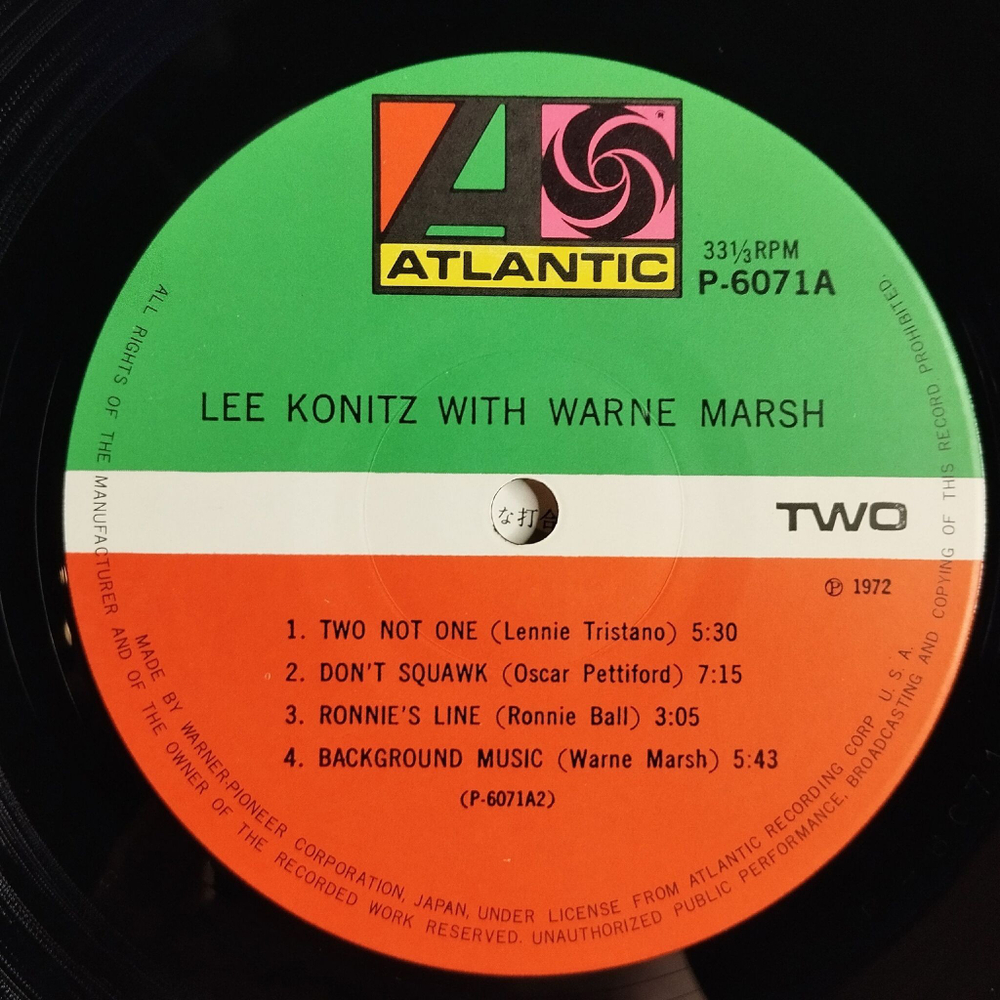 ATLANTIC
33⅓ RPM
P-6071A
LEE KONITZ WITH WARNE MARSH
な打合
TWO
Ⓟ 1972
1. TWO NOT ONE (Lennie Tristano) 5:30
2. DON'T SQUAWK (Oscar Pettiford) 7:15
3. RONNIE'S LINE (Ronnie Ball) 3:05
4. BACKGROUND MUSIC (Warne Marsh) 5:43
(P-6071A2)
MADE BY WARNER-PIONEER CORPORATION, JAPAN, UNDER LICENSE FROM ATLANTIC RECORDING CORP. U. S. A.
ALL RIGHTS OF THE MANUFACTURER AND OF THE OWNER OF THE RECORDED WORK RESERVED. UNAUTHORIZED PUBLIC PERFORMANCE, BROADCASTING AND COPYING OF THIS RECORD PROHIBITED.